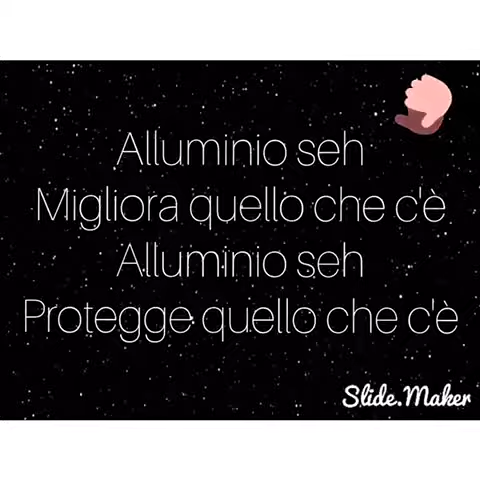 Alluminio seh
Migliora quello che c'è
Alluminio seh
Protegge quello che c'è
Slide.Maker